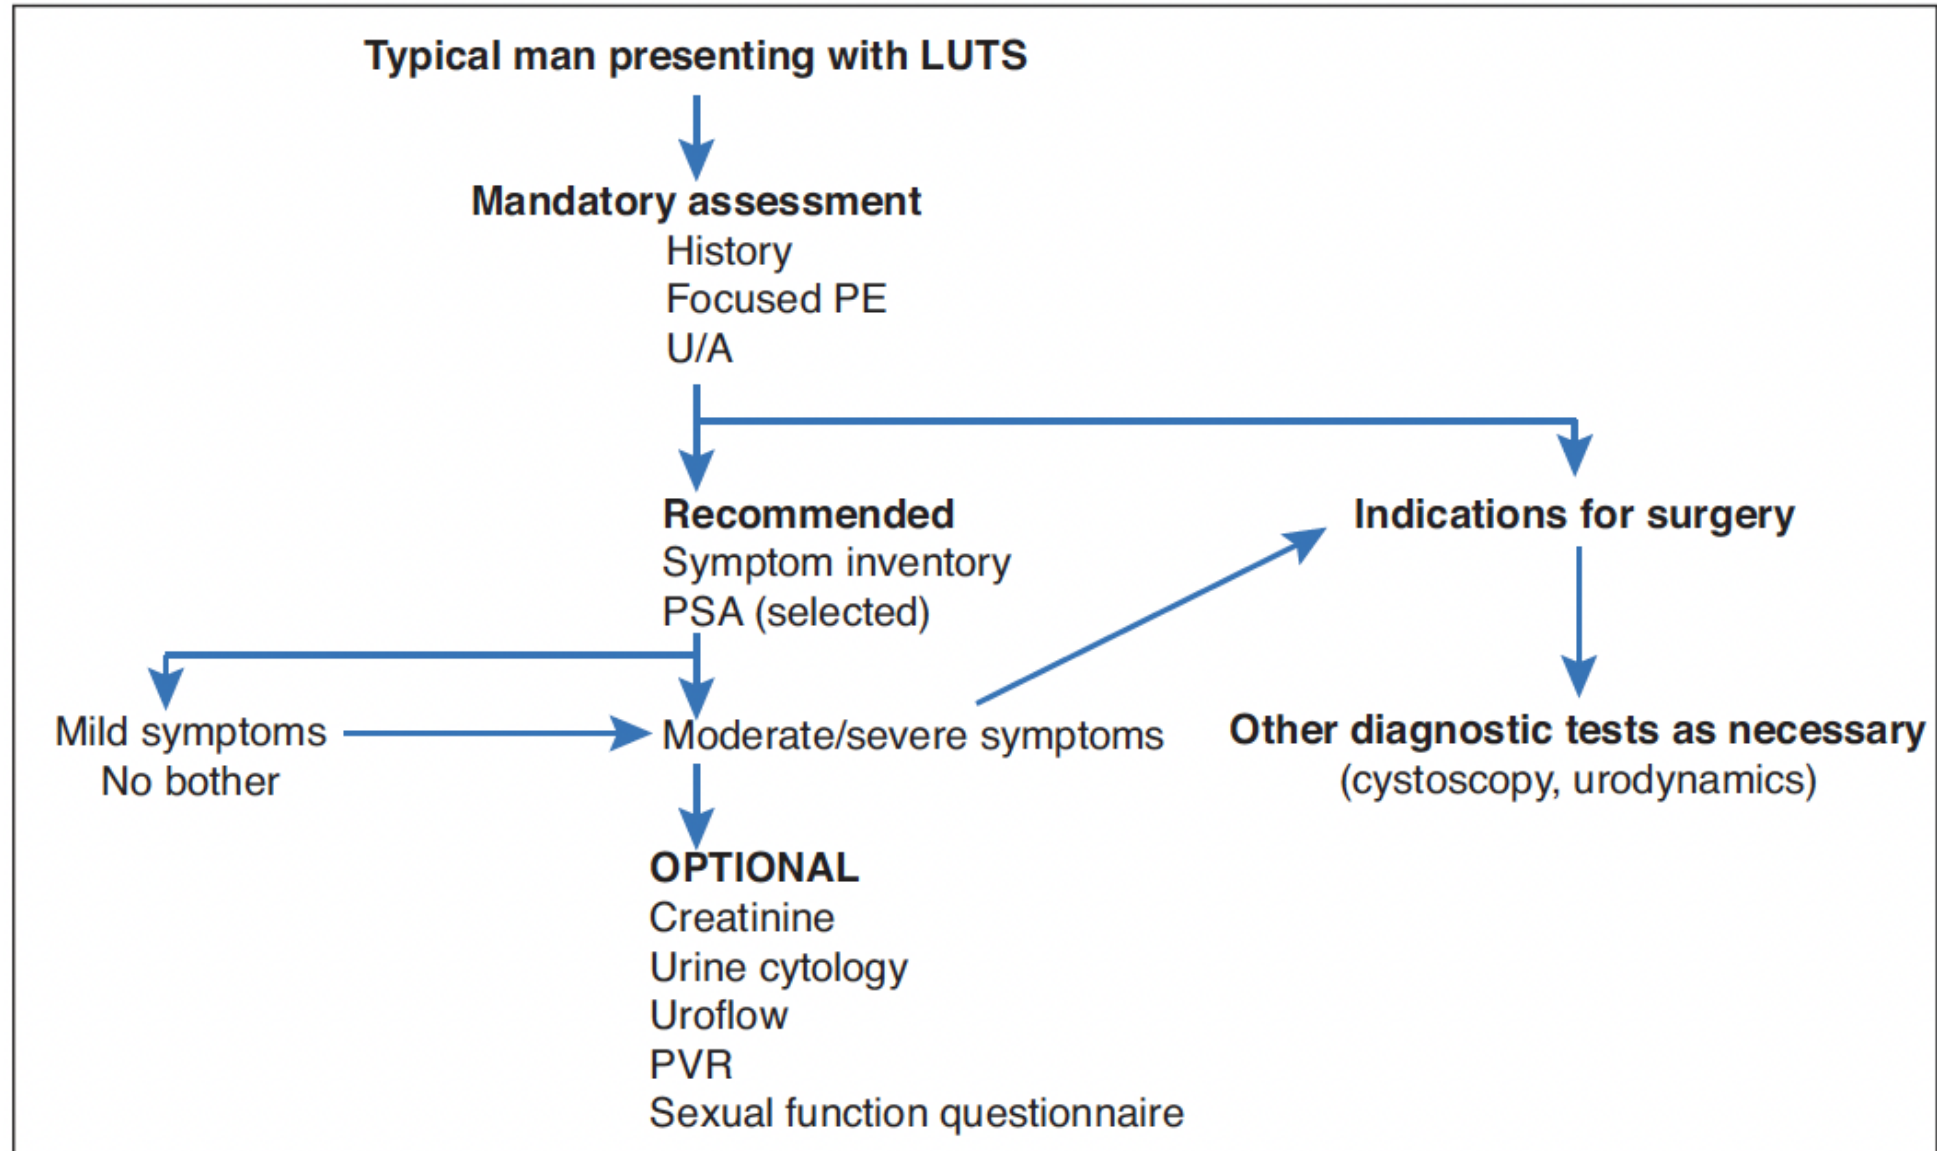 Typical man presenting with LUTS
Mandatory assessment
History
Focused PE
U/A
Recommended
Symptom inventory
PSA (selected)
Indications for surgery
Mild symptoms
No bother
Moderate/severe symptoms
Other diagnostic tests as necessary
(cystoscopy, urodynamics)
OPTIONAL
Creatinine
Urine cytology
Uroflow
PVR
Sexual function questionnaire